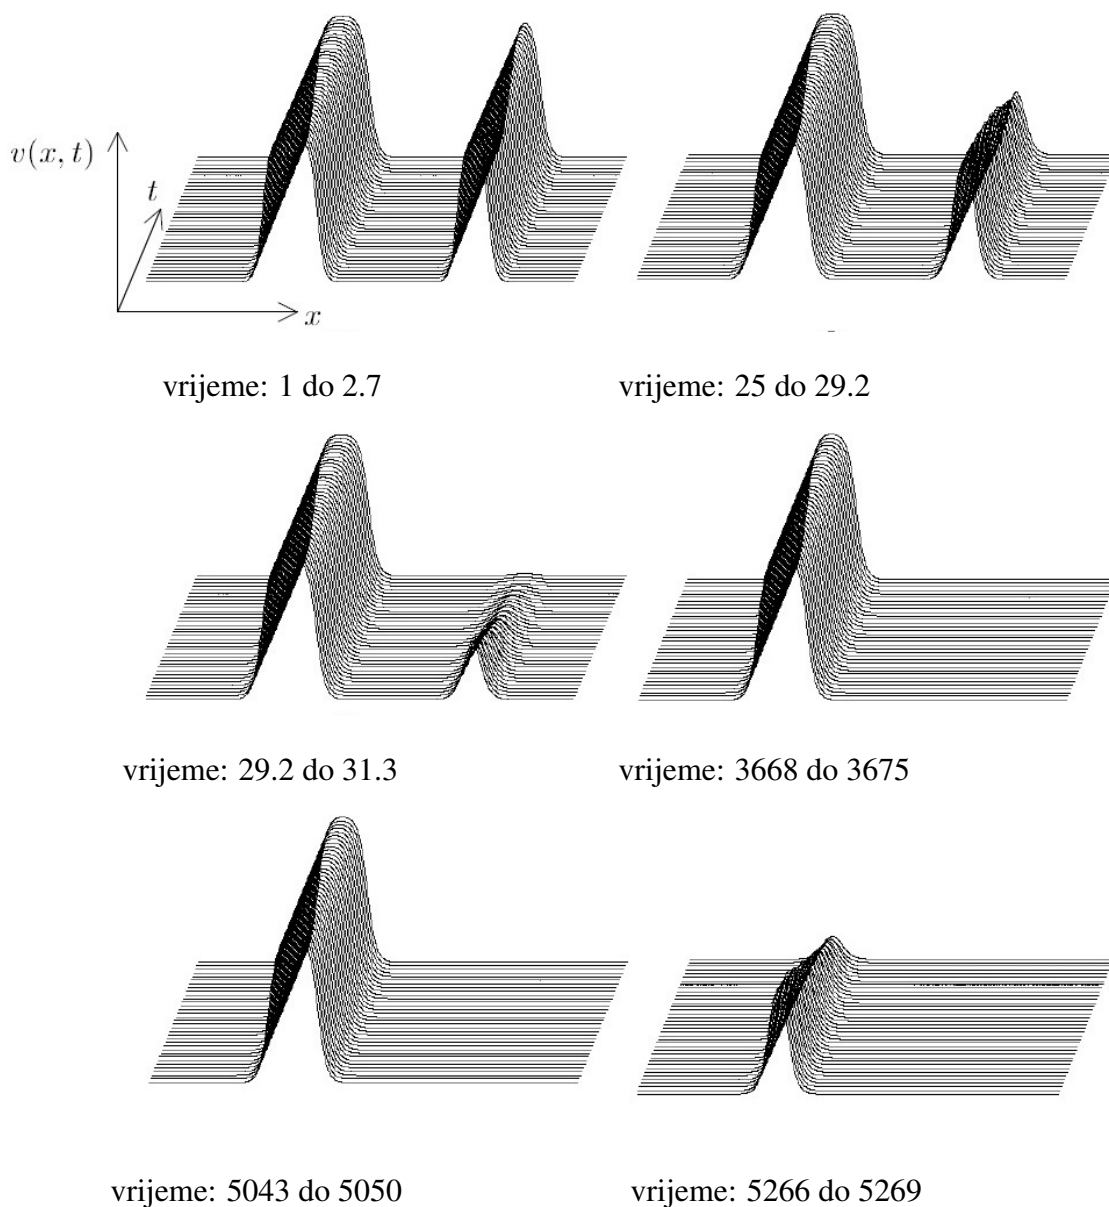 v(x, t)
t
x
vrijeme: 1 do 2.7
vrijeme: 25 do 29.2
vrijeme: 29.2 do 31.3
vrijeme: 3668 do 3675
vrijeme: 5043 do 5050
vrijeme: 5266 do 5269